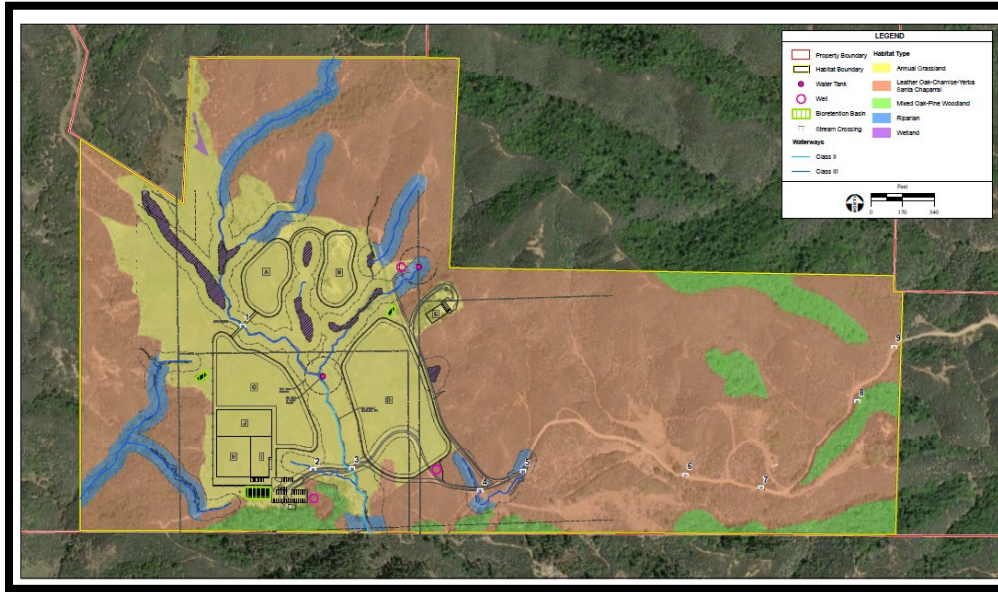 LEGEND
Property Boundary
Habitat Boundary
Water Tank
Well
Bioretention Basin
Stream Crossing
Waterways
Class II
Class III
Habitat Type
Annual Grassland
Leather Oak-Chamise-Yerba
Santa Chaparral
Mixed Oak-Pine Woodland
Riparian
Wetland
Feet
0 170 340
A
B
E
1
9
G
D
8
J
H I
2
3
4
5
6
7